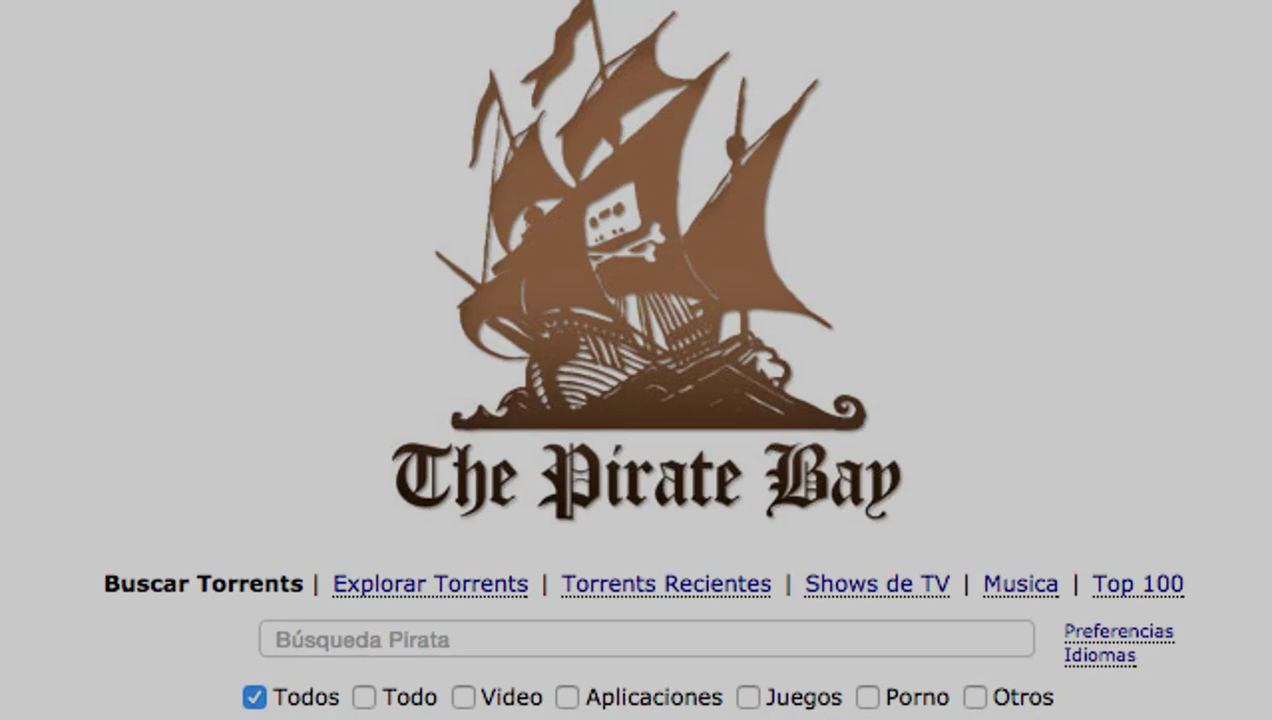 The Pirate Bay
Buscar Torrents | Explorar Torrents | Torrents Recientes | Shows de TV | Musica | Top 100
Búsqueda Pirata
Preferencias
Idiomas
Todos Todo Video Aplicaciones Juegos Porno Otros